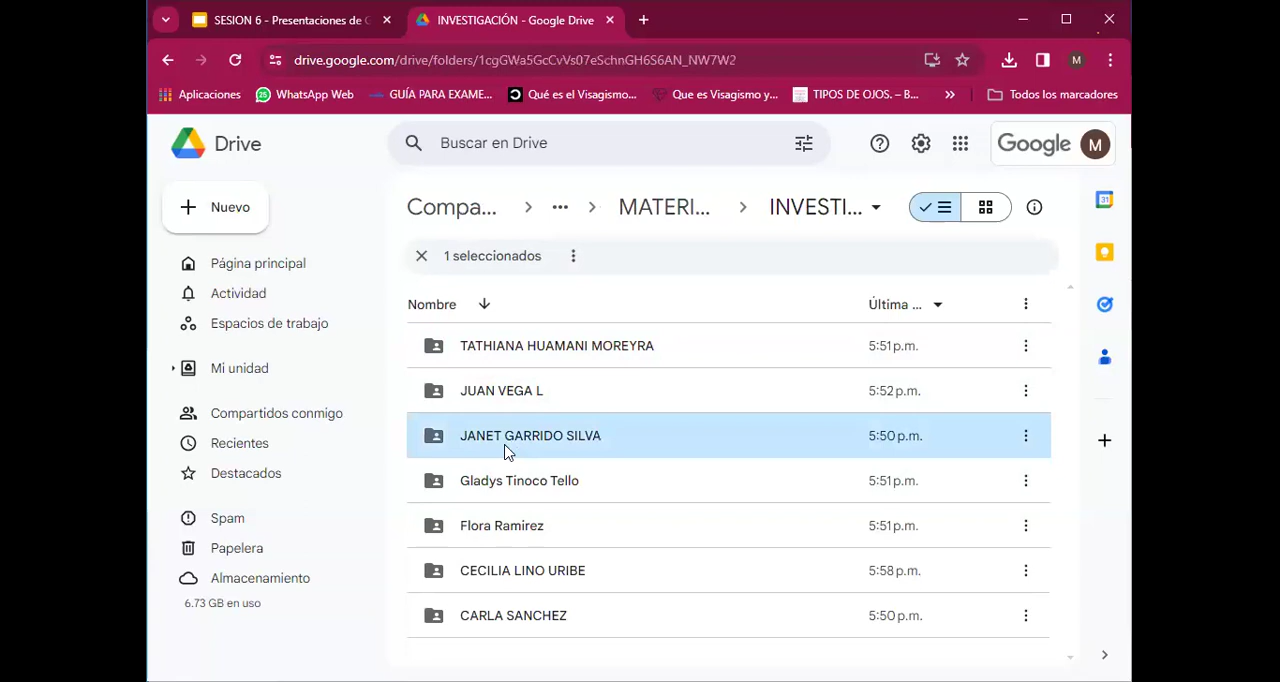 SESION 6 - Presentaciones de
INVESTIGACIÓN - Google Drive
drive.google.com/drive/folders/1cgGWa5GcCvVs07eSchnGH6S6AN_NW7W2
M
Aplicaciones
WhatsApp Web
GUÍA PARA EXAME...
Qué es el Visagismo...
Que es Visagismo y...
TIPOS DE OJOS. – B...
Todos los marcadores
Drive
Buscar en Drive
Google
M
Nuevo
Compa...
MATERI...
INVESTI...
1 seleccionados
Página principal
Actividad
Espacios de trabajo
Mi unidad
Compartidos conmigo
Recientes
Destacados
Spam
Papelera
Almacenamiento
6.73 GB en uso
Nombre
Última ...
TATHIANA HUAMANI MOREYRA 5:51 p.m.
JUAN VEGA L 5:52 p.m.
JANET GARRIDO SILVA 5:50 p.m.
Gladys Tinoco Tello 5:51 p.m.
Flora Ramirez 5:51 p.m.
CECILIA LINO URIBE 5:58 p.m.
CARLA SANCHEZ 5:50 p.m.